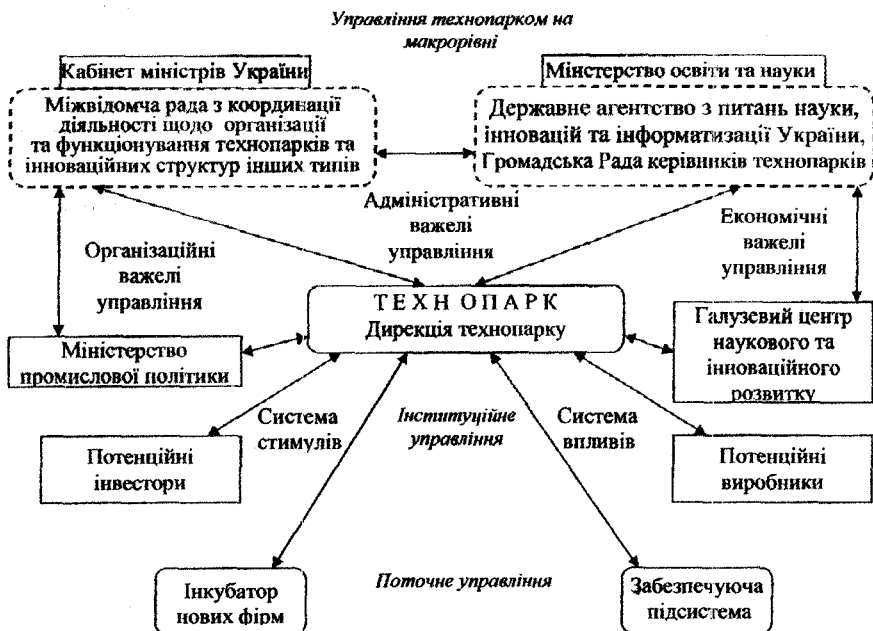 Управління технопарком на
макрорівні
Кабінет міністрів України
Мінстерство освіти та науки
Міжвідомча рада з координації
діяльності щодо організації
та функціонування технопарків та
інноваційних структур інших типів
Державне агентство з питань науки,
інновацій та інформатизації України,
Громадська Рада керівників технопарків
Адміністративні
важелі
управління
Організаційні
важелі
управління
Економічні
важелі
управління
ТЕХНОПАРК
Дирекція технопарку
Міністерство
промислової політики
Галузевий центр
наукового та
інноваційного
розвитку
Система
стимулів
Інституційне
управління
Система
впливів
Потенційні
інвестори
Потенційні
виробники
Інкубатор
нових фірм
Поточне управління
Забезпечуюча
підсистема